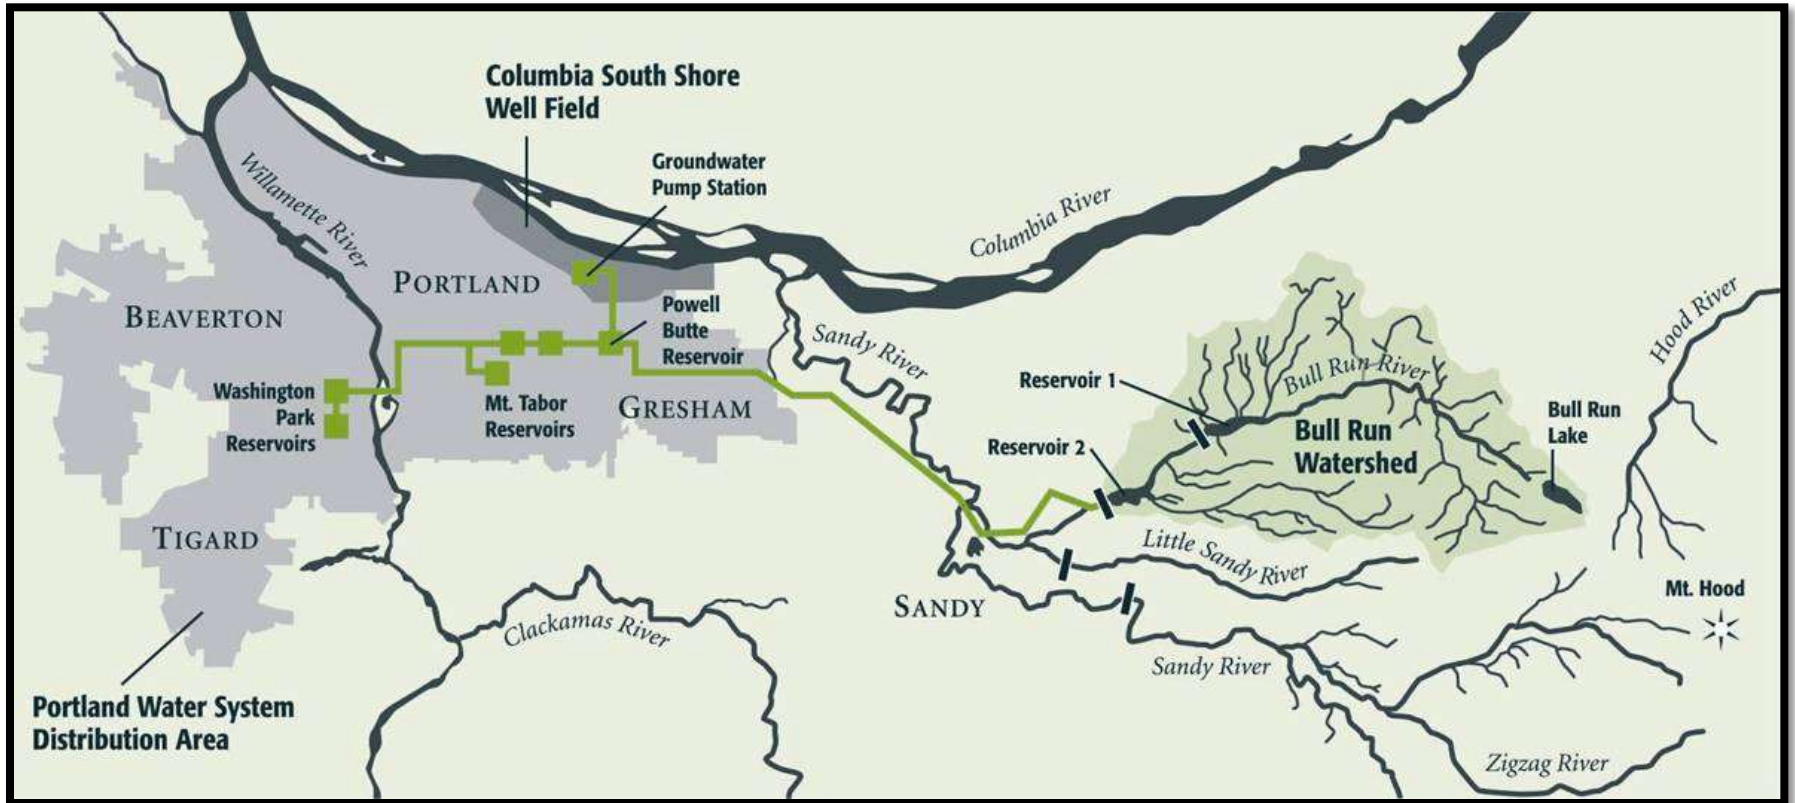 Columbia South Shore
Well Field
Groundwater
Pump Station
Willamette River
Columbia River
PORTLAND
BEAVERTON
Powell
Butte
Reservoir
Sandy River
Hood River
Bull Run River
Reservoir 1
Washington
Park
Reservoirs
Mt. Tabor
Reservoirs
GRESHAM
Bull Run
Lake
Bull Run
Watershed
Reservoir 2
TIGARD
Little Sandy River
Mt. Hood
SANDY
Clackamas River
Sandy River
Portland Water System
Distribution Area
Zigzag River